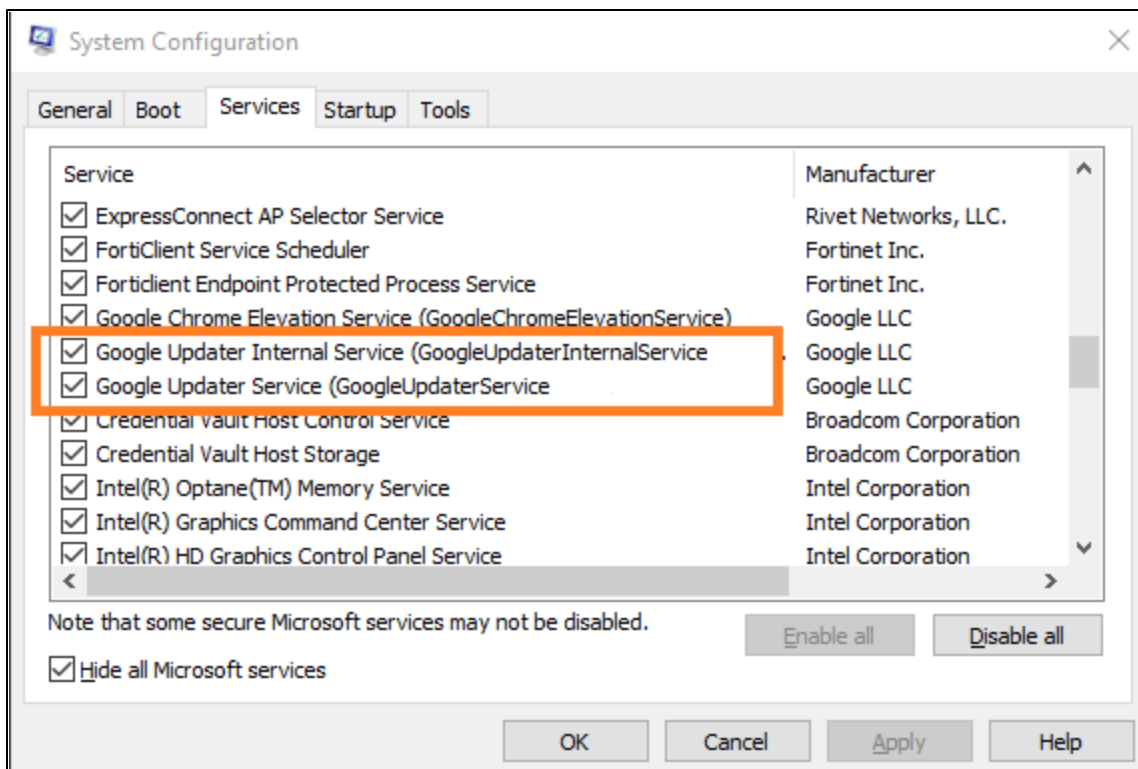 System Configuration
General Boot Services Startup Tools
Service Manufacturer
ExpressConnect AP Selector Service Rivet Networks, LLC.
FortiClient Service Scheduler Fortinet Inc.
Forticlient Endpoint Protected Process Service Fortinet Inc.
Google Chrome Elevation Service (GoogleChromeElevationService) Google LLC
Google Updater Internal Service (GoogleUpdaterInternalService . Google LLC
Google Updater Service (GoogleUpdaterService Google LLC
Credential Vault Host Control Service Broadcom Corporation
Credential Vault Host Storage Broadcom Corporation
Intel(R) Optane(TM) Memory Service Intel Corporation
Intel(R) Graphics Command Center Service Intel Corporation
Intel(R) HD Graphics Control Panel Service Intel Corporation
Note that some secure Microsoft services may not be disabled.
Enable all Disable all
Hide all Microsoft services
OK Cancel Apply Help